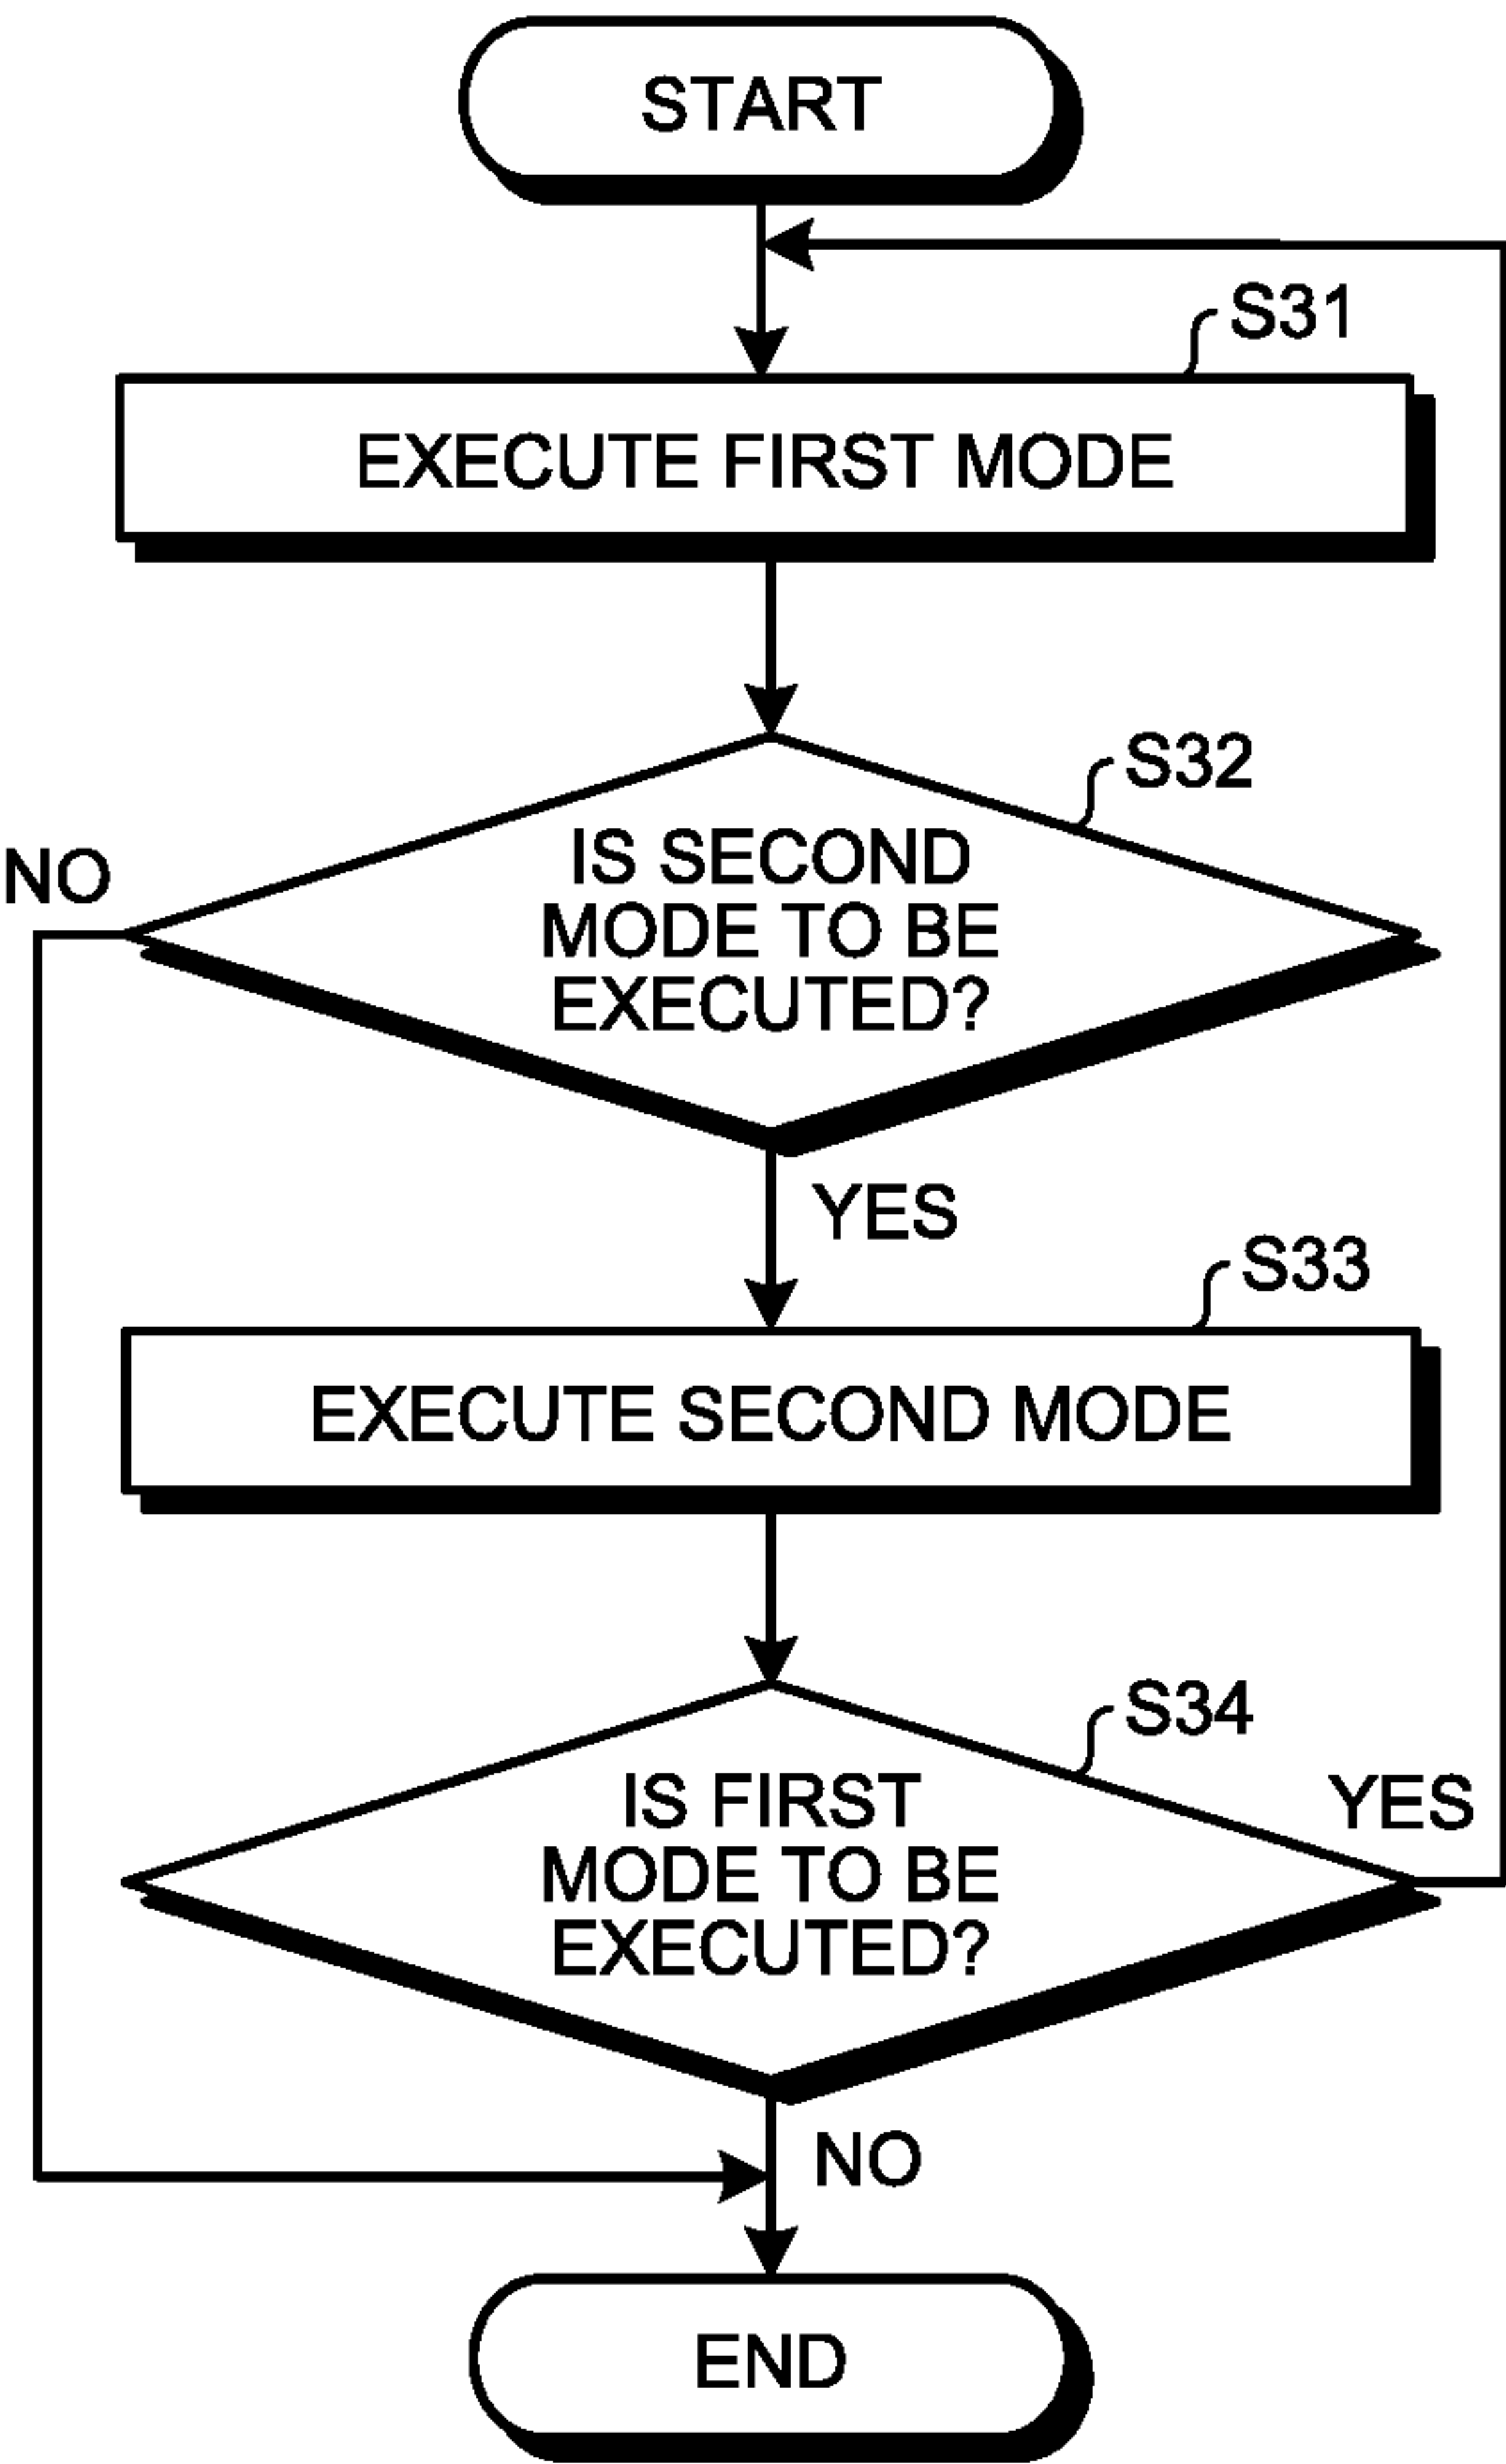 START
S31
EXECUTE FIRST MODE
S32
NO
IS SECOND
MODE TO BE
EXECUTED?
YES
S33
EXECUTE SECOND MODE
S34
YES
IS FIRST
MODE TO BE
EXECUTED?
NO
END